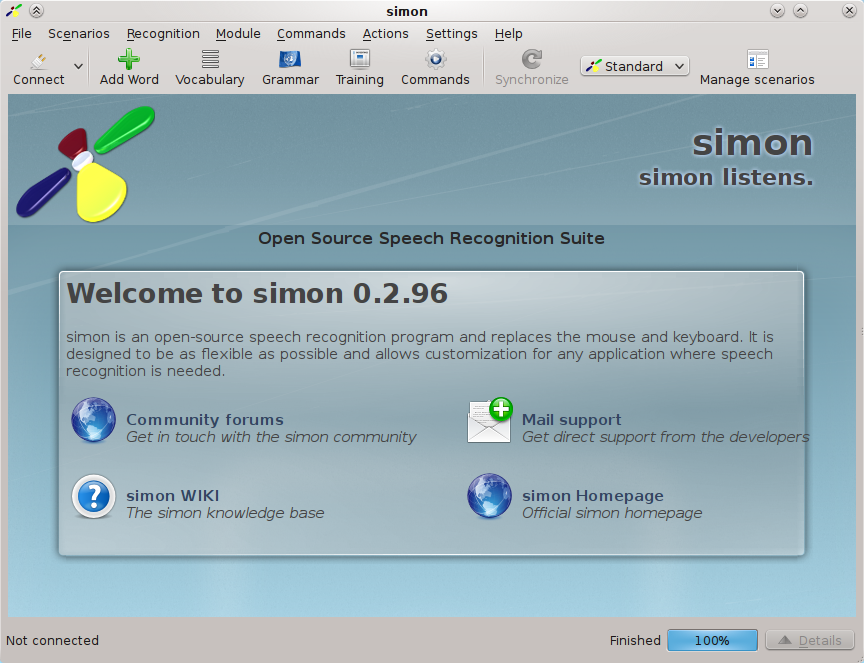 simon
File Scenarios Recognition Module Commands Actions Settings Help
Connect Add Word Vocabulary Grammar Training Commands Synchronize Standard Manage scenarios
simon
simon listens.
Open Source Speech Recognition Suite
Welcome to simon 0.2.96
simon is an open-source speech recognition program and replaces the mouse and keyboard. It is
designed to be as flexible as possible and allows customization for any application where speech
recognition is needed.
Community forums
Get in touch with the simon community
Mail support
Get direct support from the developers
simon WIKI
The simon knowledge base
simon Homepage
Official simon homepage
Not connected Finished 100% Details